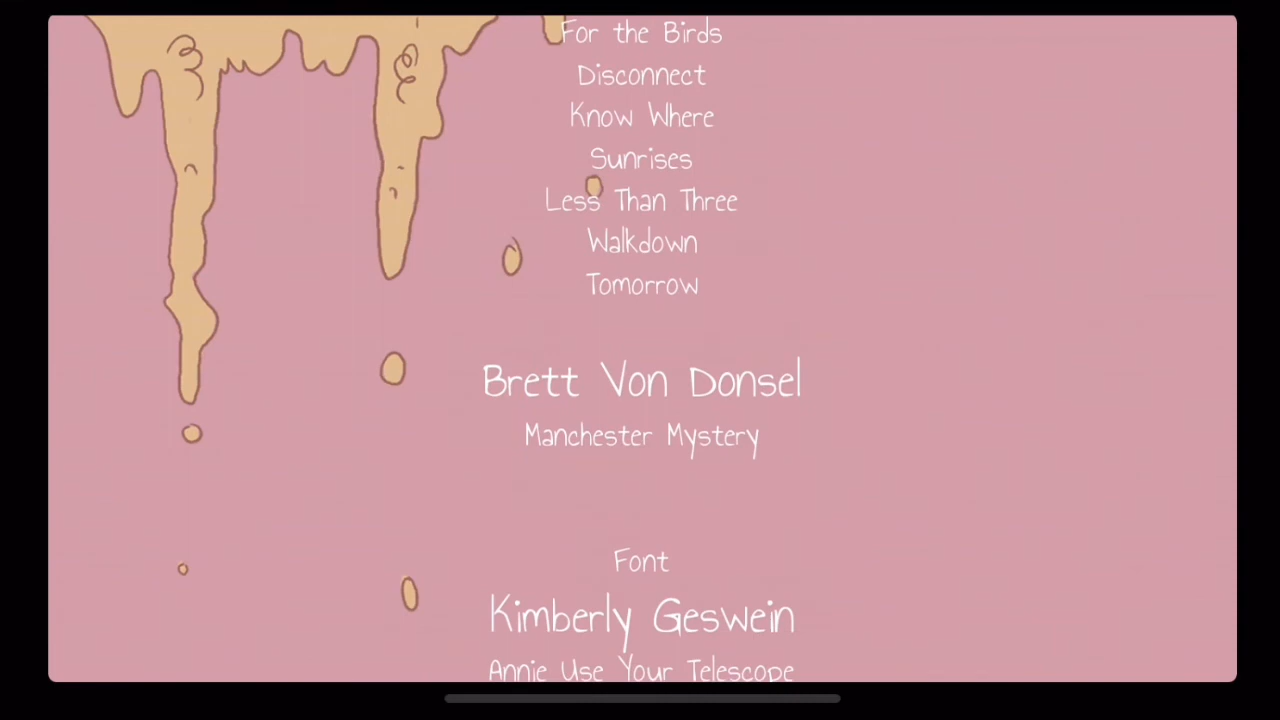 For the Birds
Disconnect
Know Where
Sunrises
Less Than Three
Walkdown
Tomorrow
Brett Von Donsel
Manchester Mystery
Font
Kimberly Geswein
Annie Use Your Telescope